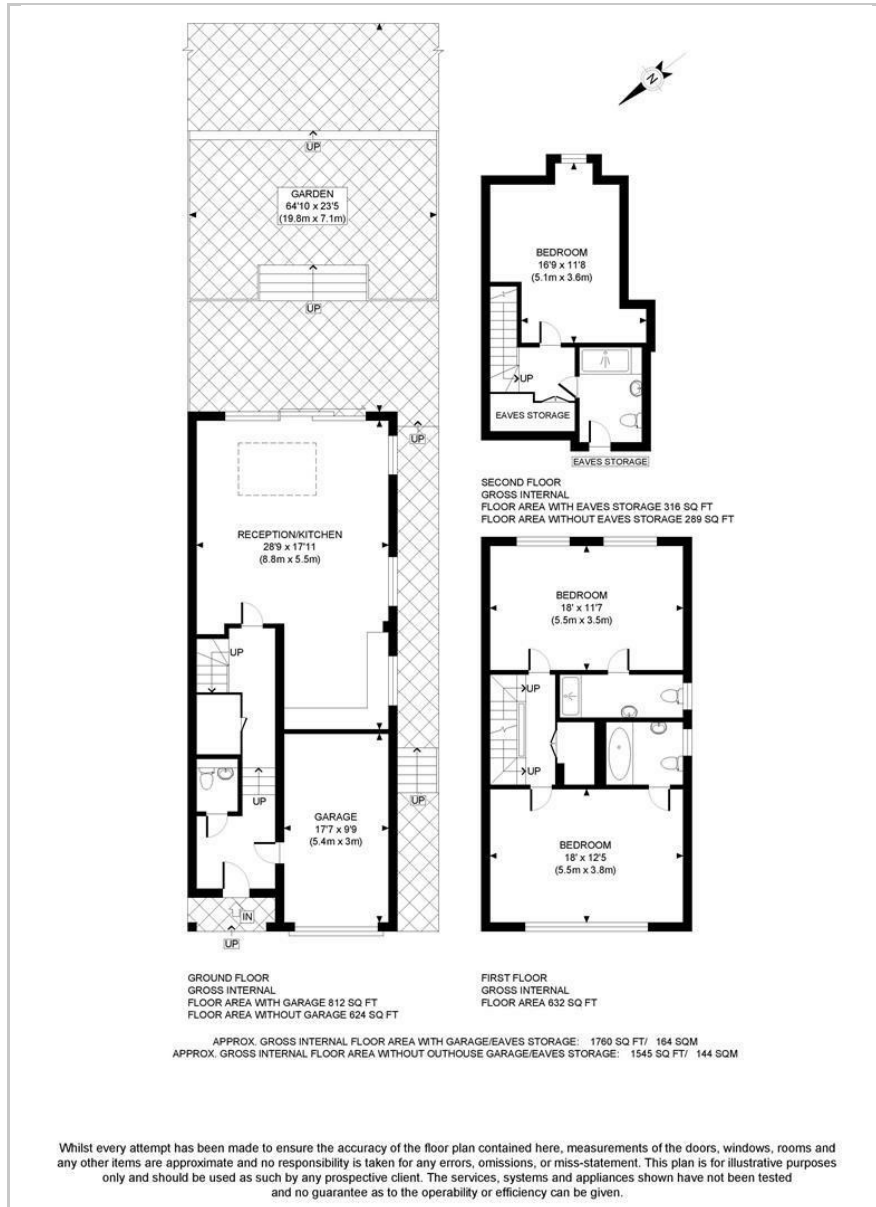 N
UP
GARDEN
64'10 x 23'5
(19.8m x 7.1m)
UP
UP
RECEPTION/KITCHEN
28'9 x 17'11
(8.8m x 5.5m)
UP
UP
UP
GARAGE
17'7 x 9'9
(5.4m x 3m)
UP
IN
UP
GROUND FLOOR
GROSS INTERNAL
FLOOR AREA WITH GARAGE 812 SQ FT
FLOOR AREA WITHOUT GARAGE 624 SQ FT
BEDROOM
16'9 x 11'8
(5.1m x 3.6m)
UP
EAVES STORAGE
EAVES STORAGE
SECOND FLOOR
GROSS INTERNAL
FLOOR AREA WITH EAVES STORAGE 316 SQ FT
FLOOR AREA WITHOUT EAVES STORAGE 289 SQ FT
BEDROOM
18' x 11'7
(5.5m x 3.5m)
UP
UP
BEDROOM
18' x 12'5
(5.5m x 3.8m)
FIRST FLOOR
GROSS INTERNAL
FLOOR AREA 632 SQ FT
APPROX. GROSS INTERNAL FLOOR AREA WITH GARAGE/EAVES STORAGE: 1760 SQ FT/ 164 SQM
APPROX. GROSS INTERNAL FLOOR AREA WITHOUT OUTHOUSE GARAGE/EAVES STORAGE: 1545 SQ FT/ 144 SQM
Whilst every attempt has been made to ensure the accuracy of the floor plan contained here, measurements of the doors, windows, rooms and
any other items are approximate and no responsibility is taken for any errors, omissions, or miss-statement. This plan is for illustrative purposes
only and should be used as such by any prospective client. The services, systems and appliances shown have not been tested
and no guarantee as to the operability or efficiency can be given.